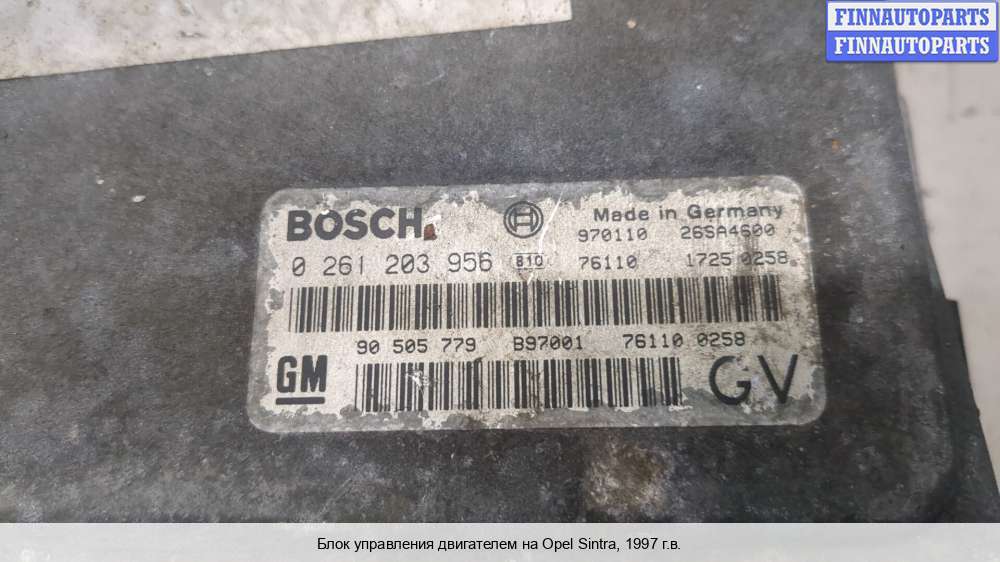 FINNAUTOPARTS
FINNAUTOPARTS
BOSCH
Made in Germany
970110 26SA4600
0 261 203 956 B10 76110 1725 0258
90 505 779 B97001 76110 0258
GM
GV
Блок управления двигателем на Opel Sintra, 1997 г.в.